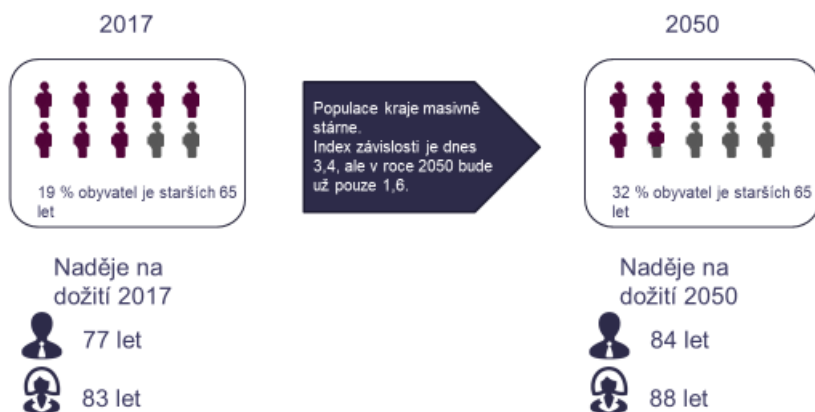 2017
2050
Populace kraje masivně
stárne.
Index závislosti je dnes
3,4, ale v roce 2050 bude
už pouze 1,6.
19 % obyvatel je starších 65
let
32 % obyvatel je starších 65
let
Naděje na
dožití 2017
77 let
83 let
Naděje na
dožití 2050
84 let
88 let